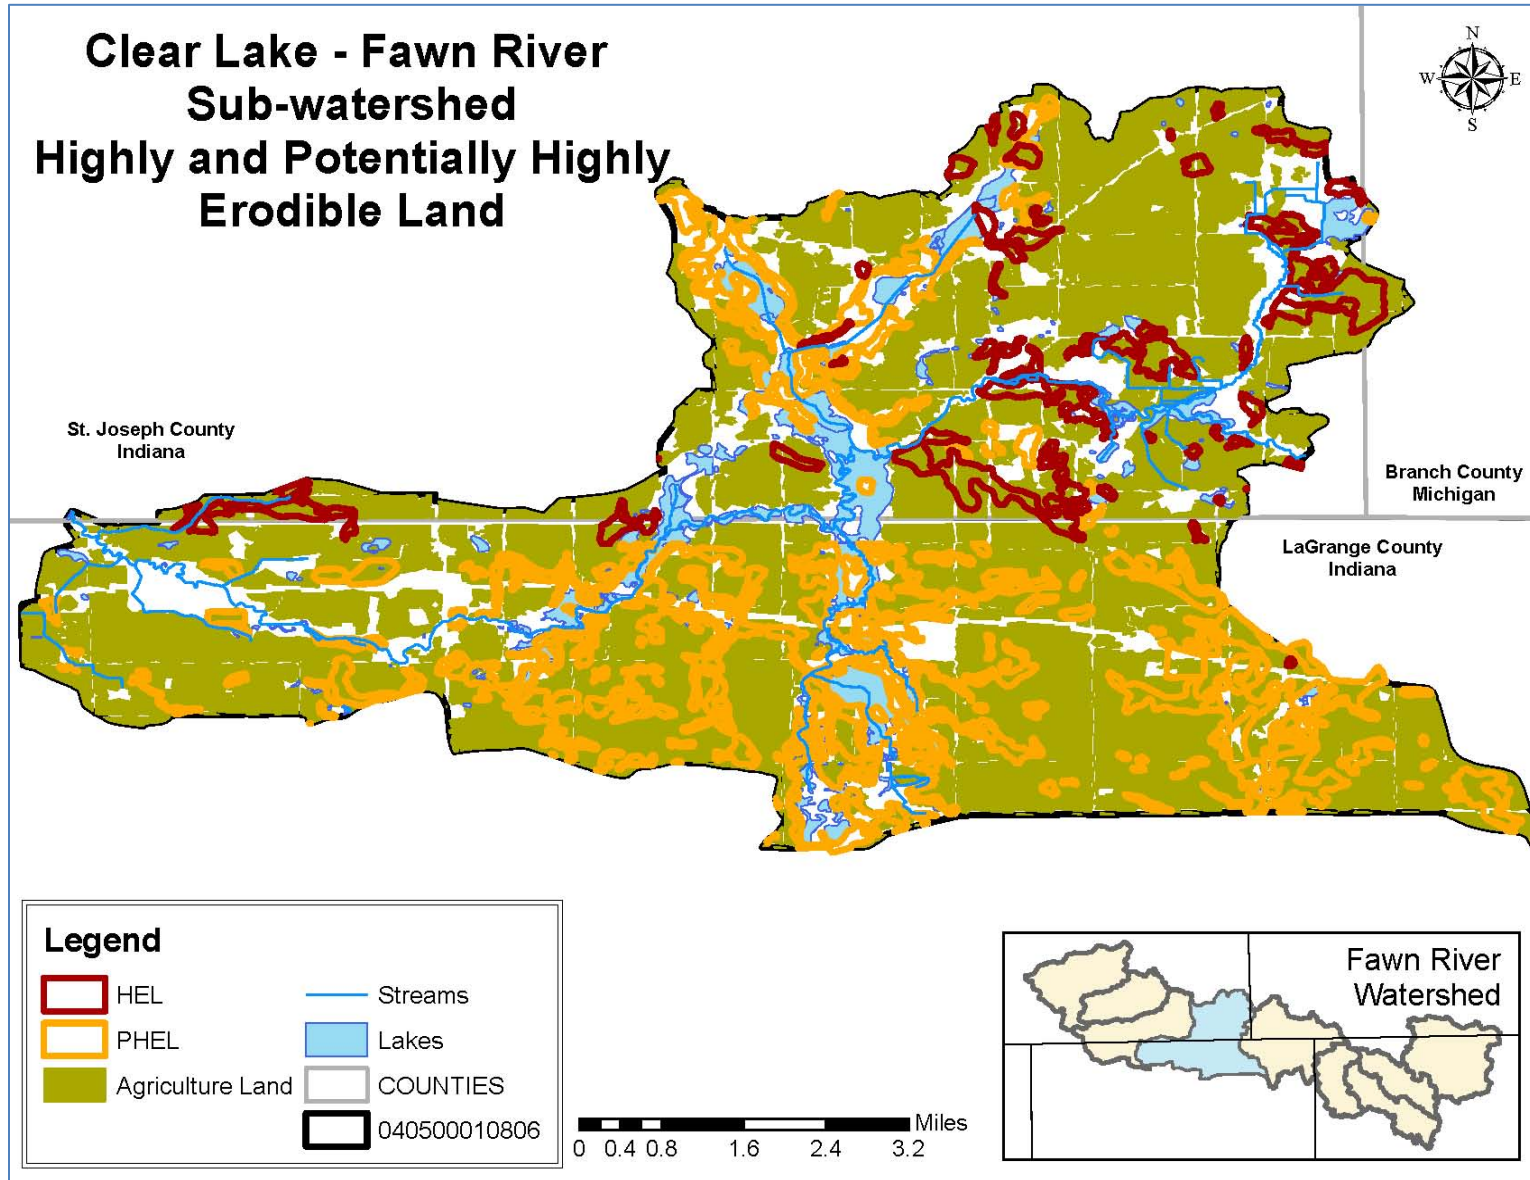 Clear Lake - Fawn River
Sub-watershed
Highly and Potentially Highly
Erodible Land
N
W
E
S
St. Joseph County
Indiana
Branch County
Michigan
LaGrange County
Indiana
Legend
HEL
PHEL
Agriculture Land
Streams
Lakes
COUNTIES
040500010806
Miles
0 0.4 0.8 1.6 2.4 3.2
Fawn River
Watershed